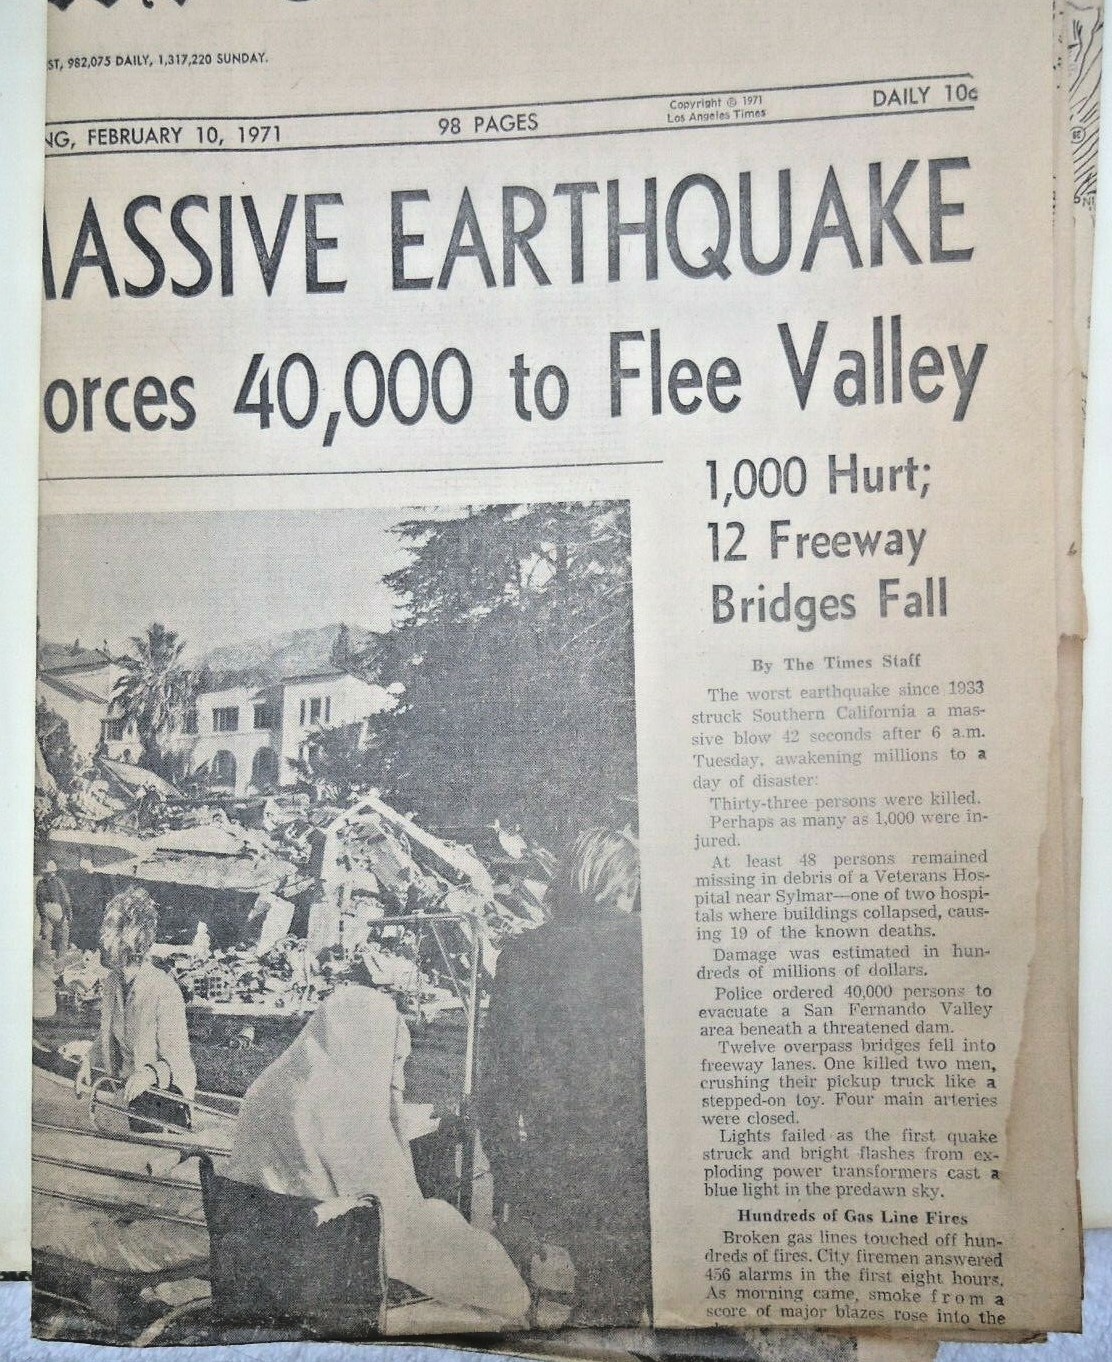 ST, 982,075 DAILY, 1,317,220 SUNDAY.
NG, FEBRUARY 10, 1971
98 PAGES
Copyright © 1971
Los Angeles Times
DAILY 10c
MASSIVE EARTHQUAKE
orces 40,000 to Flee Valley
1,000 Hurt;
12 Freeway
Bridges Fall
By The Times Staff
The worst earthquake since 1933
struck Southern California a mas-
sive blow 42 seconds after 6 a.m.
Tuesday, awakening millions to a
day of disaster:
Thirty-three persons were killed.
Perhaps as many as 1,000 were in-
jured.
At least 48 persons remained
missing in debris of a Veterans Hos-
pital near Sylmar—one of two hospi-
tals where buildings collapsed, caus-
ing 19 of the known deaths.
Damage was estimated in hun-
dreds of millions of dollars.
Police ordered 40,000 persons to
evacuate a San Fernando Valley
area beneath a threatened dam.
Twelve overpass bridges fell into
freeway lanes. One killed two men,
crushing their pickup truck like a
stepped-on toy. Four main arteries
were closed.
Lights failed as the first quake
struck and bright flashes from ex-
ploding power transformers cast a
blue light in the predawn sky.
Hundreds of Gas Line Fires
Broken gas lines touched off hun-
dreds of fires. City firemen answered
456 alarms in the first eight hours.
As morning came, smoke from a
score of major blazes rose into the